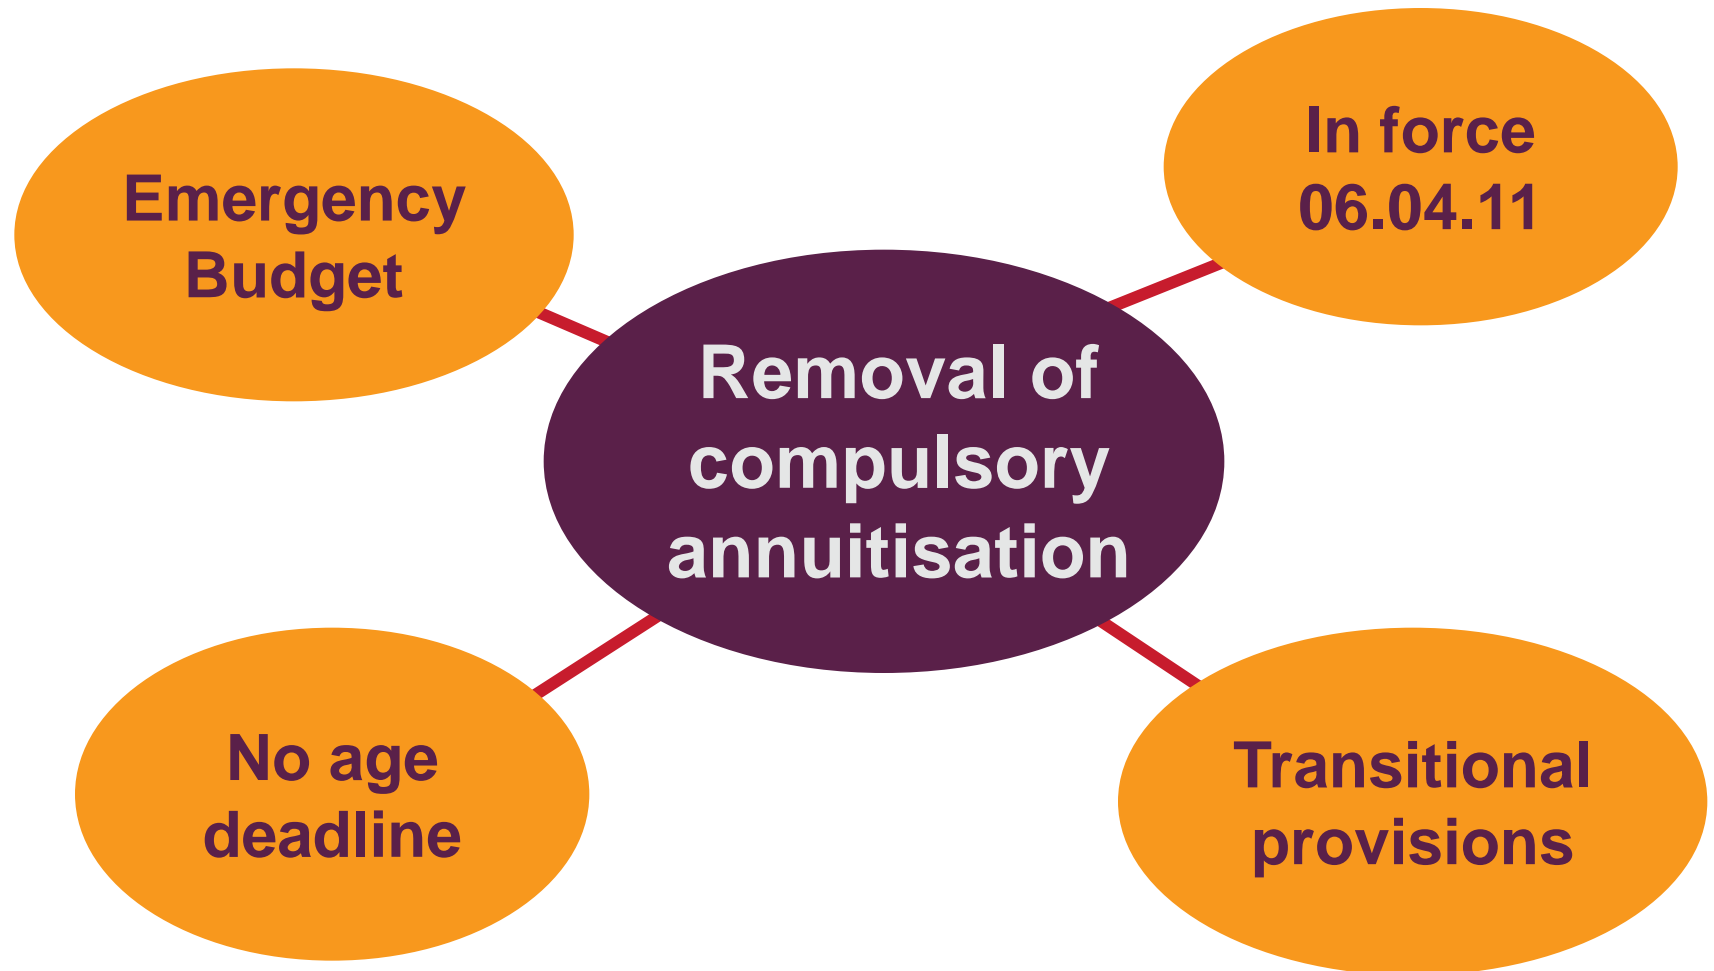 Emergency
Budget
In force
06.04.11
Removal of
compulsory
annuitisation
No age
deadline
Transitional
provisions